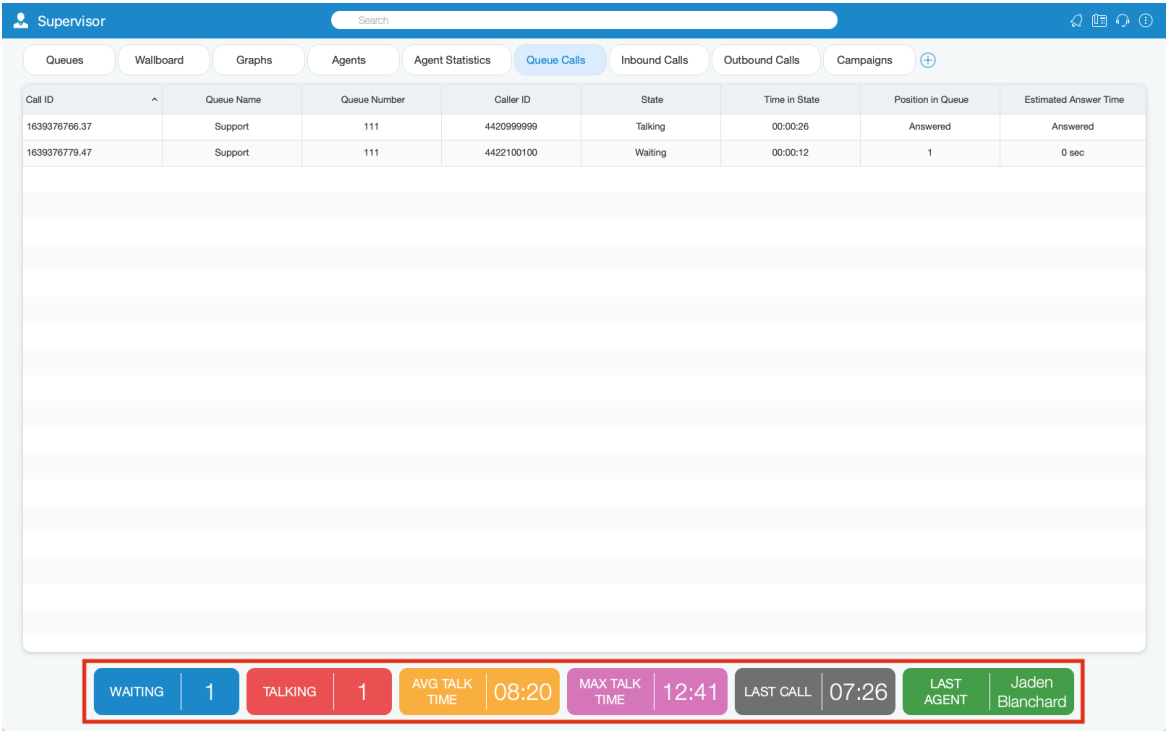 Supervisor
Search
Queues Wallboard Graphs Agents Agent Statistics Queue Calls Inbound Calls Outbound Calls Campaigns
Call ID Queue Name Queue Number Caller ID State Time in State Position in Queue Estimated Answer Time
1639376766.37 Support 111 4420999999 Talking 00:00:26 Answered Answered
1639376779.47 Support 111 4422100100 Waiting 00:00:12 1 0 sec
WAITING 1
TALKING 1
AVG TALK
TIME
08:20
MAX TALK
TIME
12:41
LAST CALL 07:26
LAST
AGENT
Jaden
Blanchard